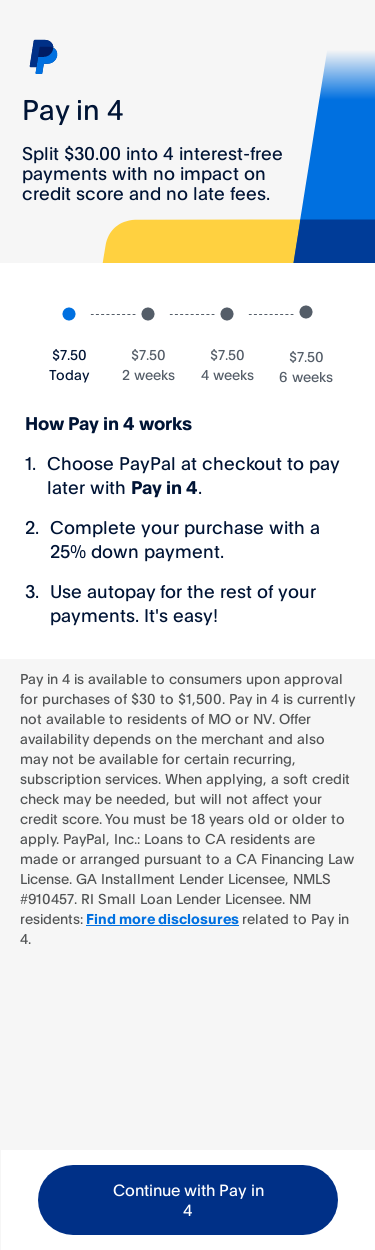 Pay in 4
Split $30.00 into 4 interest-free
payments with no impact on
credit score and no late fees.
$7.50 $7.50 $7.50 $7.50
Today 2 weeks 4 weeks 6 weeks
How Pay in 4 works
1. Choose PayPal at checkout to pay
later with Pay in 4.
2. Complete your purchase with a
25% down payment.
3. Use autopay for the rest of your
payments. It's easy!
Pay in 4 is available to consumers upon approval
for purchases of $30 to $1,500. Pay in 4 is currently
not available to residents of MO or NV. Offer
availability depends on the merchant and also
may not be available for certain recurring,
subscription services. When applying, a soft credit
check may be needed, but will not affect your
credit score. You must be 18 years old or older to
apply. PayPal, Inc.: Loans to CA residents are
made or arranged pursuant to a CA Financing Law
License. GA Installment Lender Licensee, NMLS
#910457. RI Small Loan Lender Licensee. NM
residents: Find more disclosures related to Pay in
4.
Continue with Pay in
4